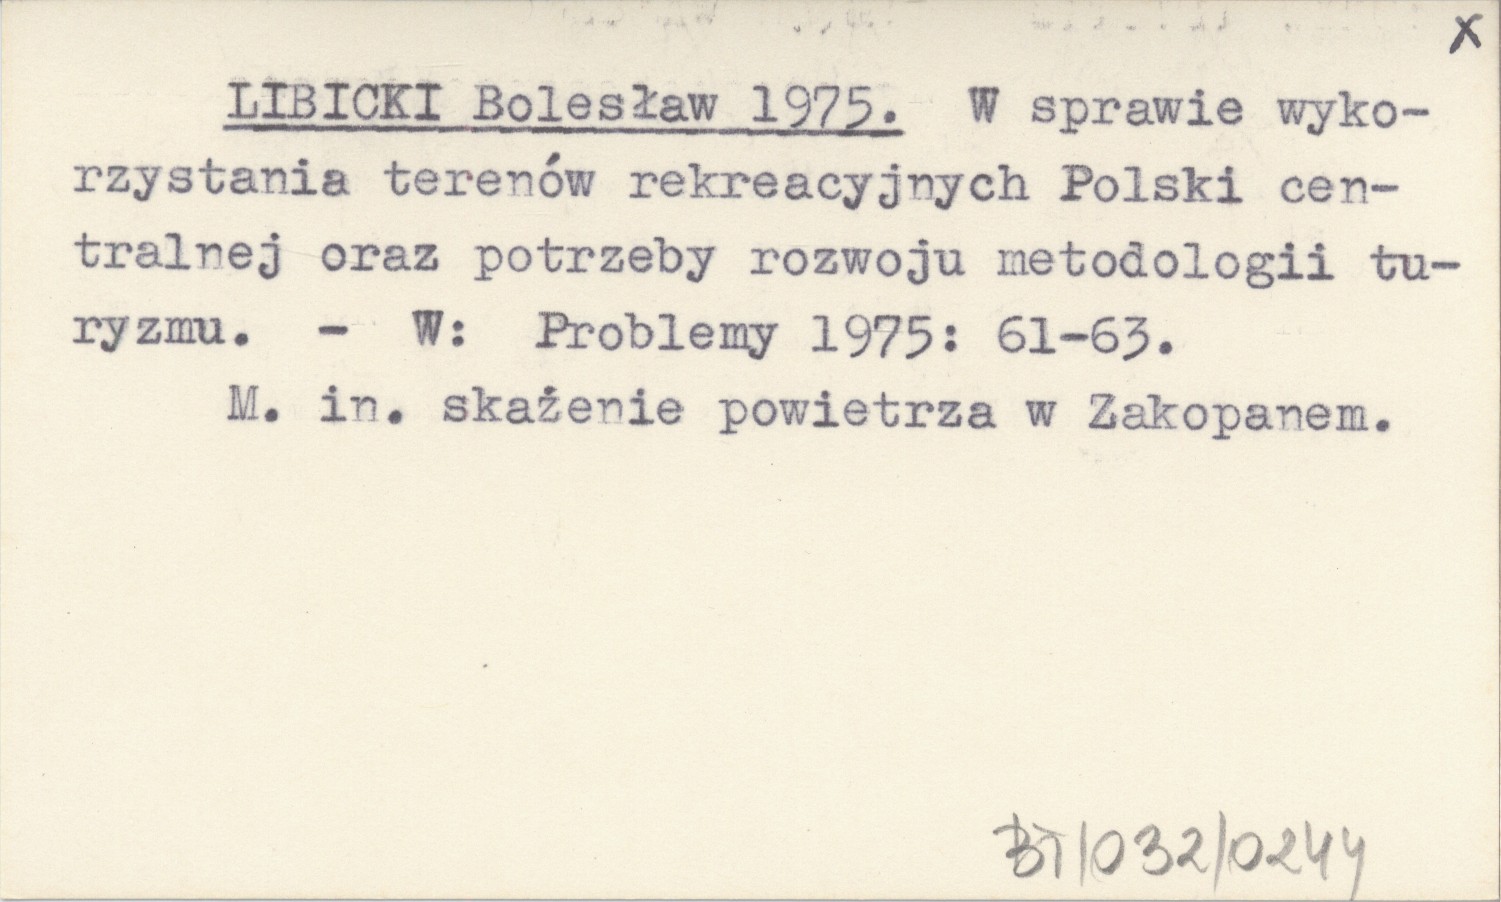 x
LIBICKI Bolesław 1975. W sprawie wyko-
rzystania terenów rekreacyjnych Polski cen-
tralnej oraz potrzeby rozwoju metodologii tu-
ryzmu. - W: Problemy 1975: 61-63.
M. in. skażenie powietrza w Zakopanem.
BT/032/0244